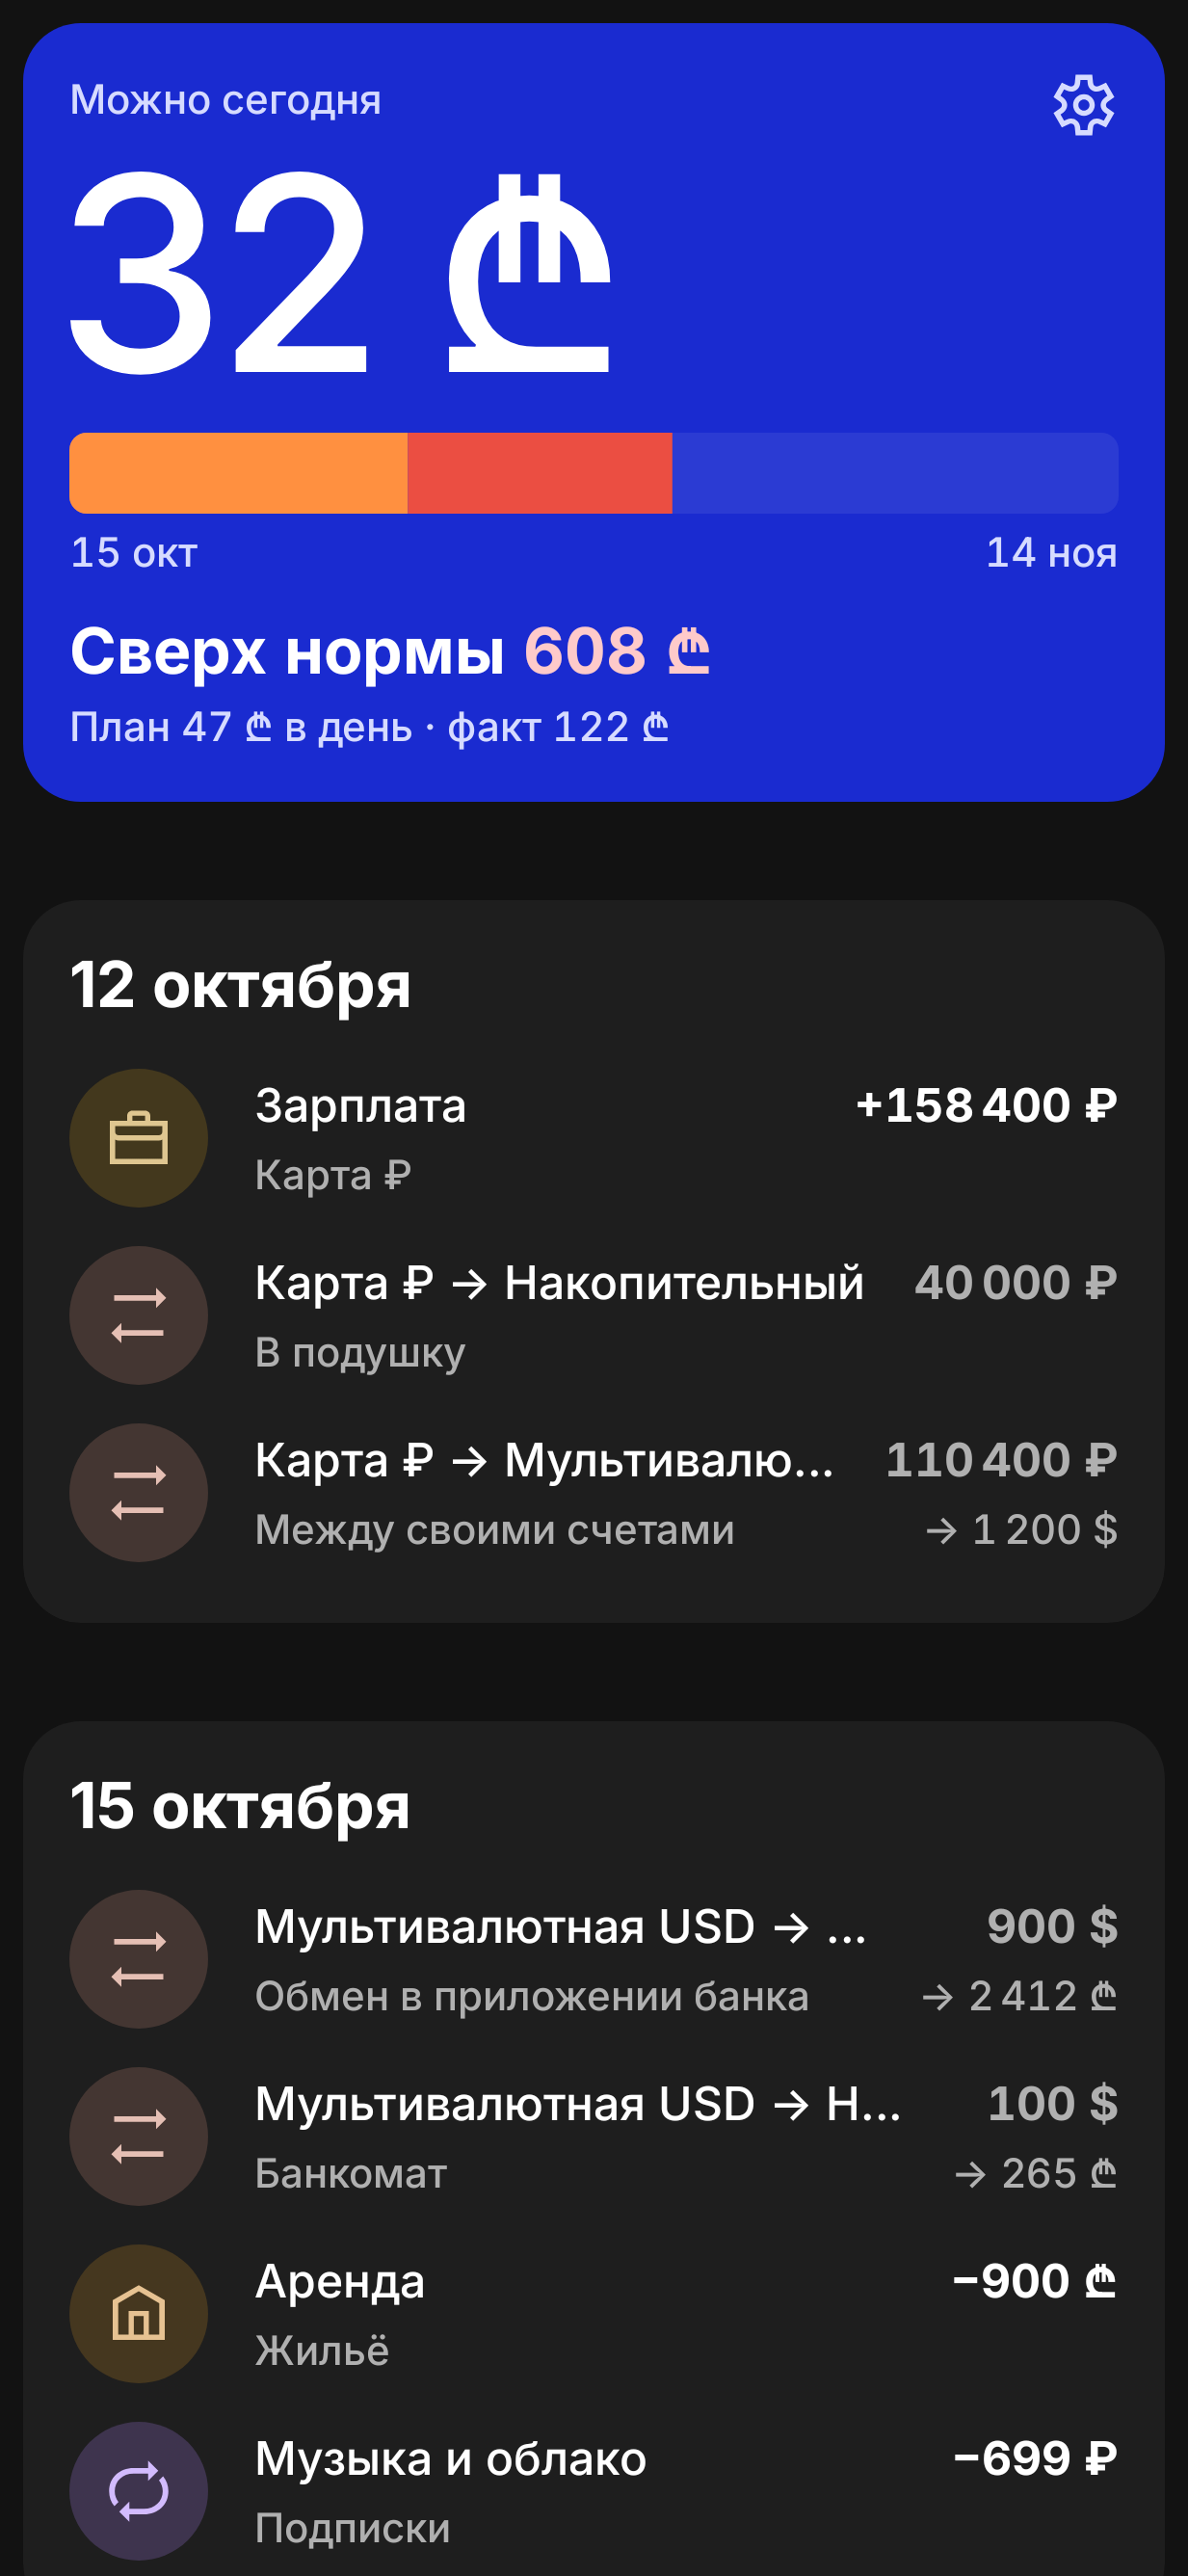 Можно сегодня
32 ₾
15 окт 14 ноя
Сверх нормы 608 ₾
План 47 ₾ в день · факт 122 ₾
12 октября
Зарплата +158 400 ₽
Карта ₽
Карта ₽ → Накопительный 40 000 ₽
В подушку
Карта ₽ → Мультивалю... 110 400 ₽
Между своими счетами → 1 200 $
15 октября
Мультивалютная USD → ... 900 $
Обмен в приложении банка → 2 412 ₾
Мультивалютная USD → Н... 100 $
Банкомат → 265 ₾
Аренда −900 ₾
Жильё
Музыка и облако −699 ₽
Подписки